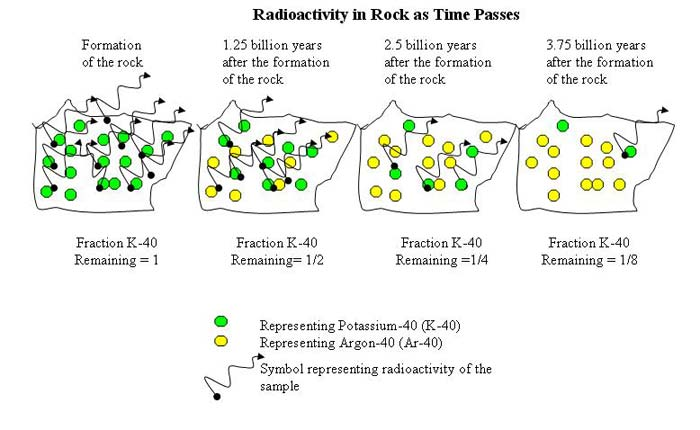 Radioactivity in Rock as Time Passes
Formation
of the rock
1.25 billion years
after the formation
of the rock
2.5 billion years
after the formation
of the rock
3.75 billion years
after the formation
of the rock
Fraction K-40
Remaining = 1
Fraction K-40
Remaining= 1/2
Fraction K-40
Remaining =1/4
Fraction K-40
Remaining = 1/8
Representing Potassium-40 (K-40)
Representing Argon-40 (Ar-40)
Symbol representing radioactivity of the
sample